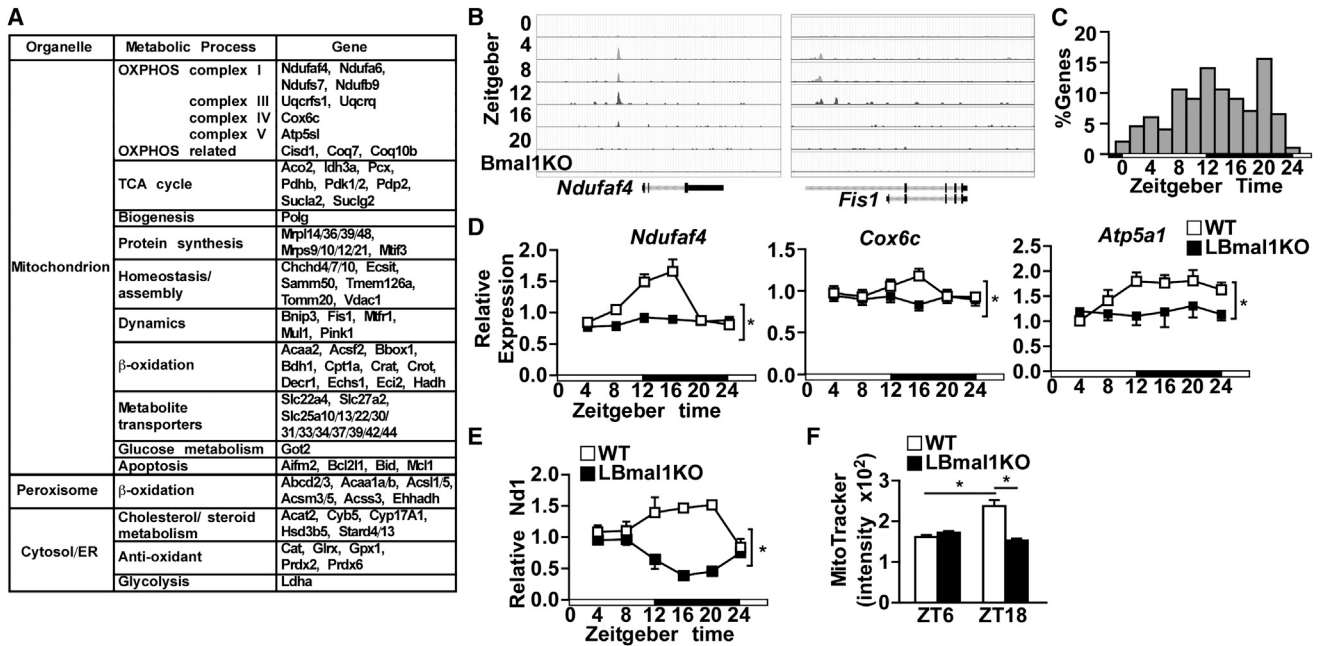 A
Organelle Metabolic Process Gene
Mitochondrion
OXPHOS complex I Ndufaf4, Ndufa6,
Ndufs7, Ndufb9
complex III Uqcrfs1, Uqcrq
complex IV Cox6c
complex V Atp5sl
OXPHOS related Cisd1, Coq7, Coq10b
TCA cycle
Aco2, Idh3a, Pcx,
Pdhb, Pdk1/2, Pdp2,
Sucla2, Suclg2
Biogenesis Polg
Protein synthesis
Mrpl14/36/39/48,
Mrps9/10/12/21, Mtif3
Homeostasis/
assembly
Chchd4/7/10, Ecsit,
Samm50, Tmem126a,
Tomm20, Vdac1
Dynamics
Bnip3, Fis1, Mtfr1,
Mul1, Pink1
β-oxidation
Acaa2, Acsf2, Bbox1,
Bdh1, Cpt1a, Crat, Crot,
Decr1, Echs1, Eci2, Hadh
Metabolite
transporters
Slc22a4, Slc27a2,
Slc25a10/13/22/30/
31/33/34/37/39/42/44
Glucose metabolism Got2
Apoptosis Aifm2, Bcl2l1, Bid, Mcl1
Peroxisome
β-oxidation
Abcd2/3, Acaa1a/b, Acsl1/5,
Acsm3/5, Acss3, Ehhadh
Cytosol/ER
Cholesterol/ steroid
metabolism
Acat2, Cyb5, Cyp17A1,
Hsd3b5, Stard4/13
Anti-oxidant
Cat, Glrx, Gpx1,
Prdx2, Prdx6
Glycolysis Ldha
B
Zeitgeber
0
4
8
12
16
20
Bmal1KO
Ndufaf4
Fis1
C
%Genes
20
15
10
5
0
0 4 8 12 16 20 24
Zeitgeber Time
D
Relative
Expression
Ndufaf4
2.0
1.5
1.0
0.5
0.0
*
0 4 8 12 16 20 24
Zeitgeber time
Cox6c
1.5
1.0
0.5
0.0
*
0 4 8 12 16 20 24
Atp5a1
WT
LBmal1KO
2.5
2.0
1.5
1.0
0.5
0.0
*
0 4 8 12 16 20 24
E
WT
LBmal1KO
Relative Nd1
2.0
1.5
1.0
0.5
0.0
*
0 4 8 12 16 20 24
Zeitgeber time
F
WT
LBmal1KO
MitoTracker
(intensity x10²)
3
2
1
0
* *
ZT6 ZT18